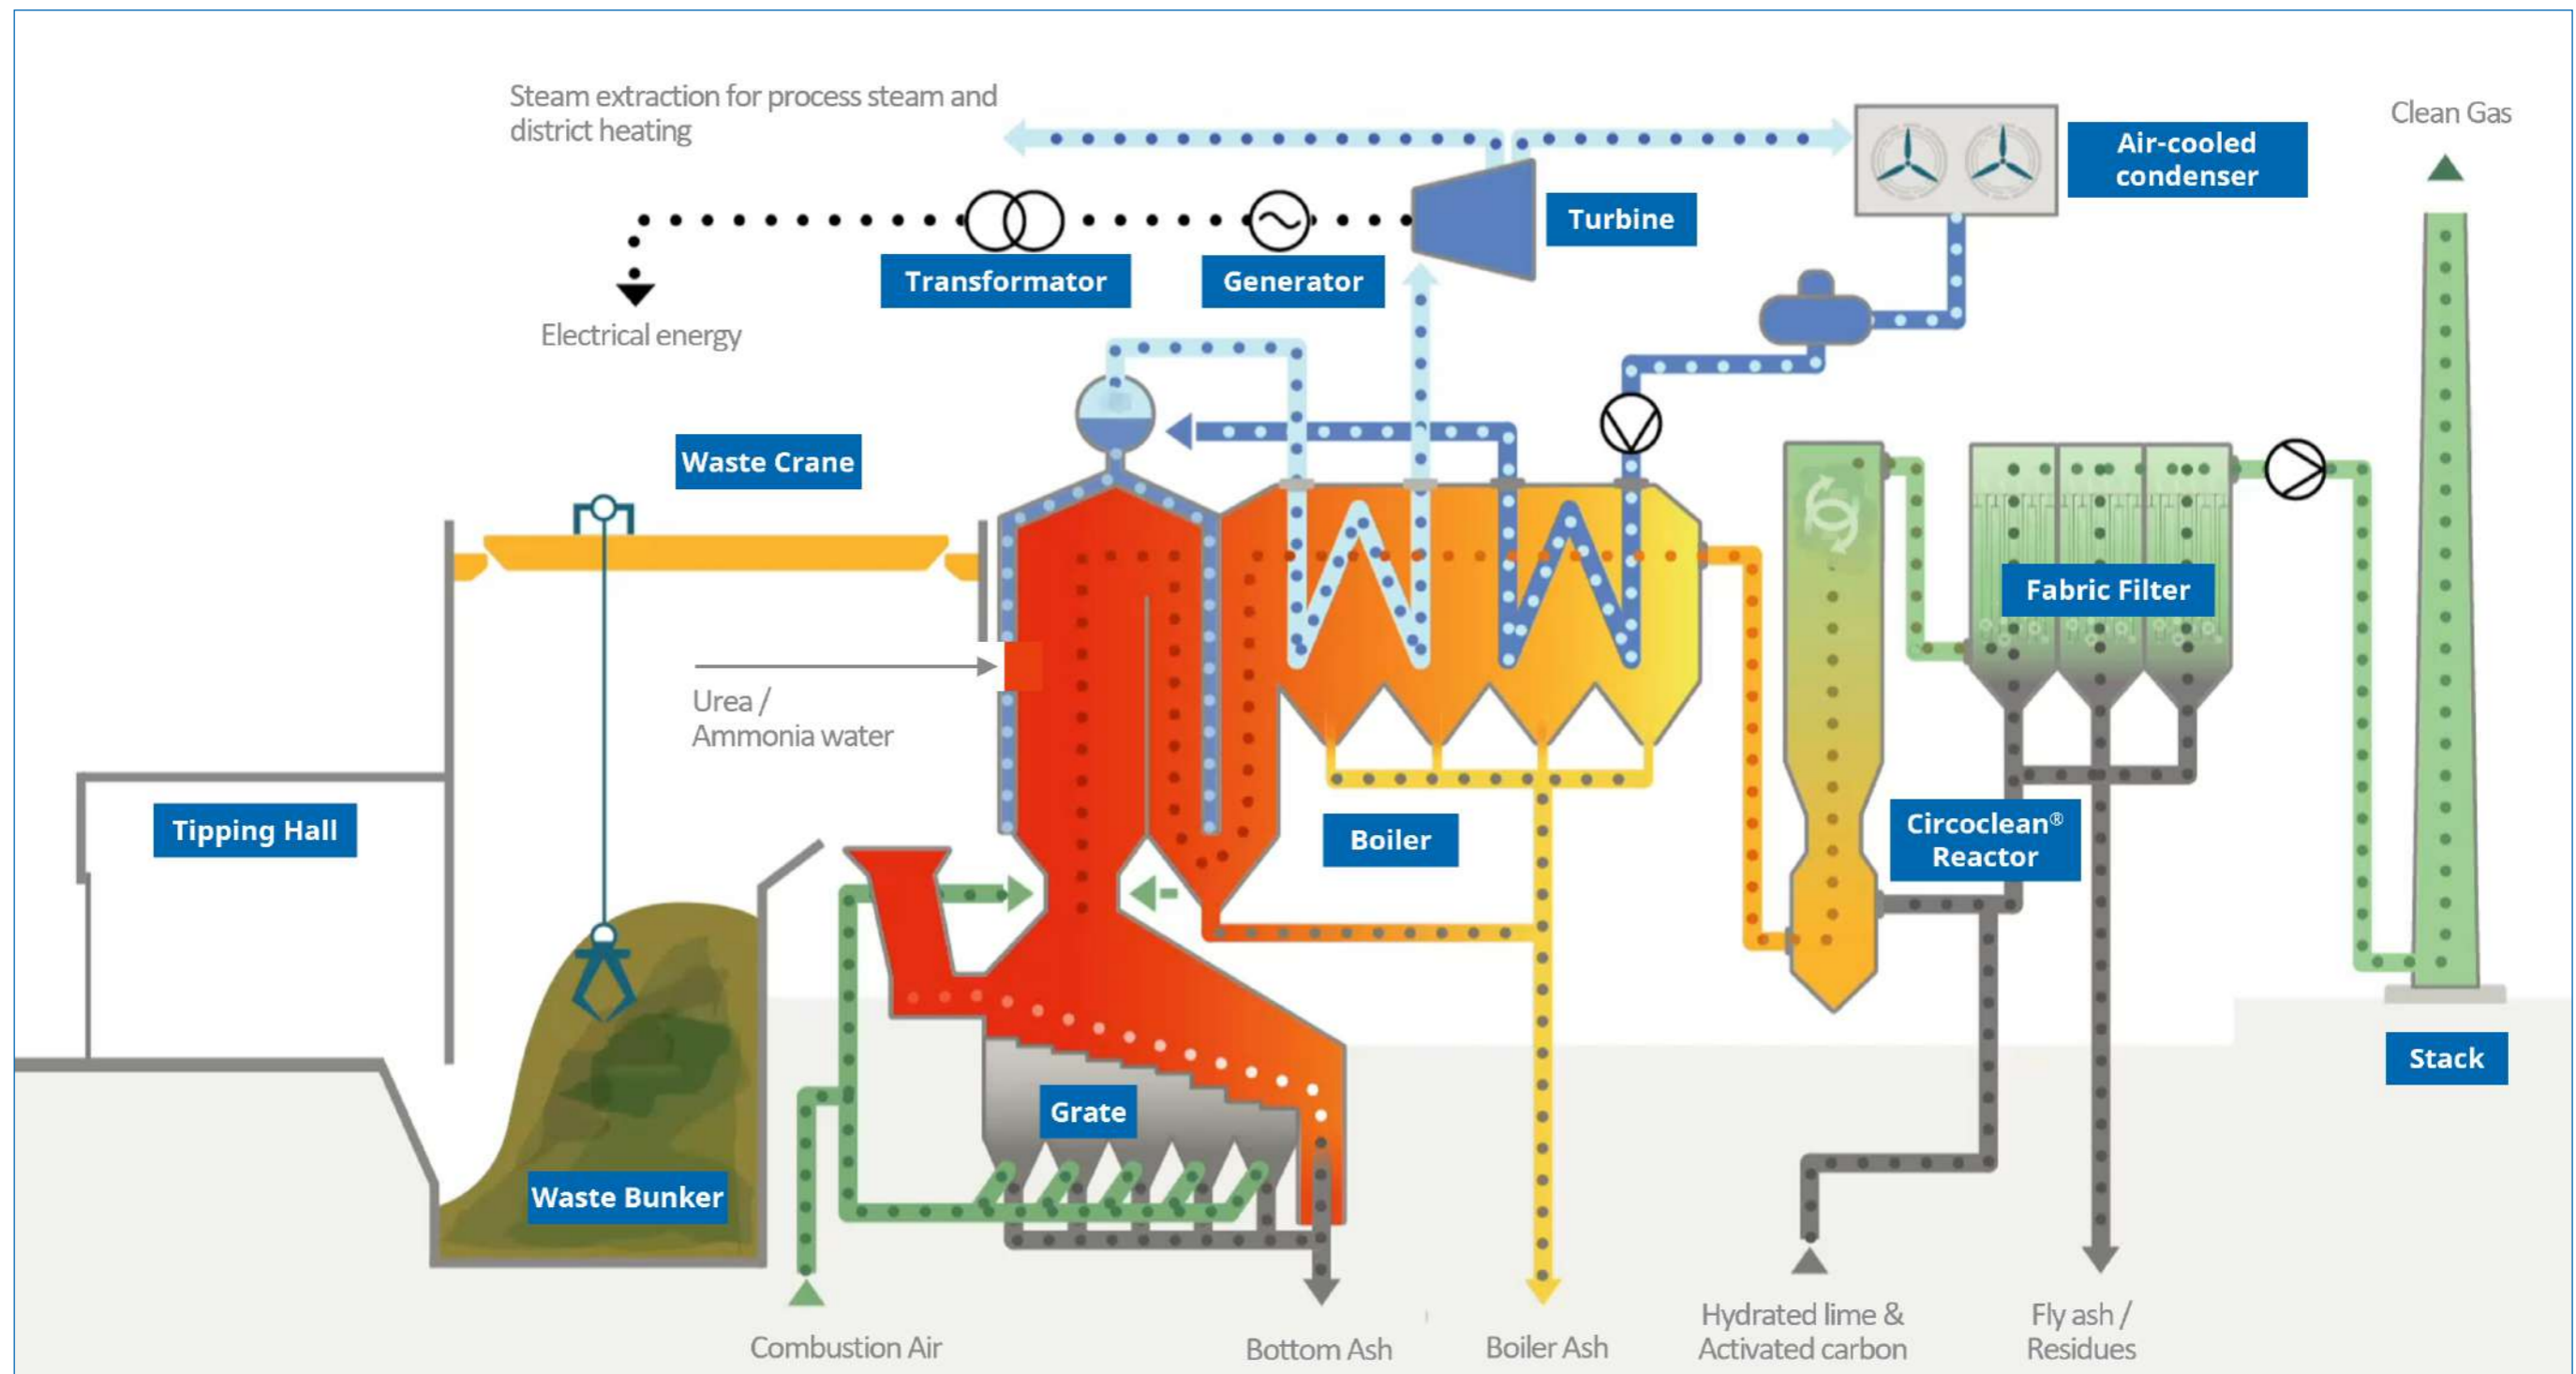 Steam extraction for process steam and
district heating
Clean Gas
Air-cooled
condenser
Turbine
Transformator
Generator
Electrical energy
Waste Crane
Fabric Filter
Urea /
Ammonia water
Tipping Hall
Boiler
Circoclean®
Reactor
Stack
Grate
Waste Bunker
Combustion Air
Bottom Ash
Boiler Ash
Hydrated lime &
Activated carbon
Fly ash /
Residues